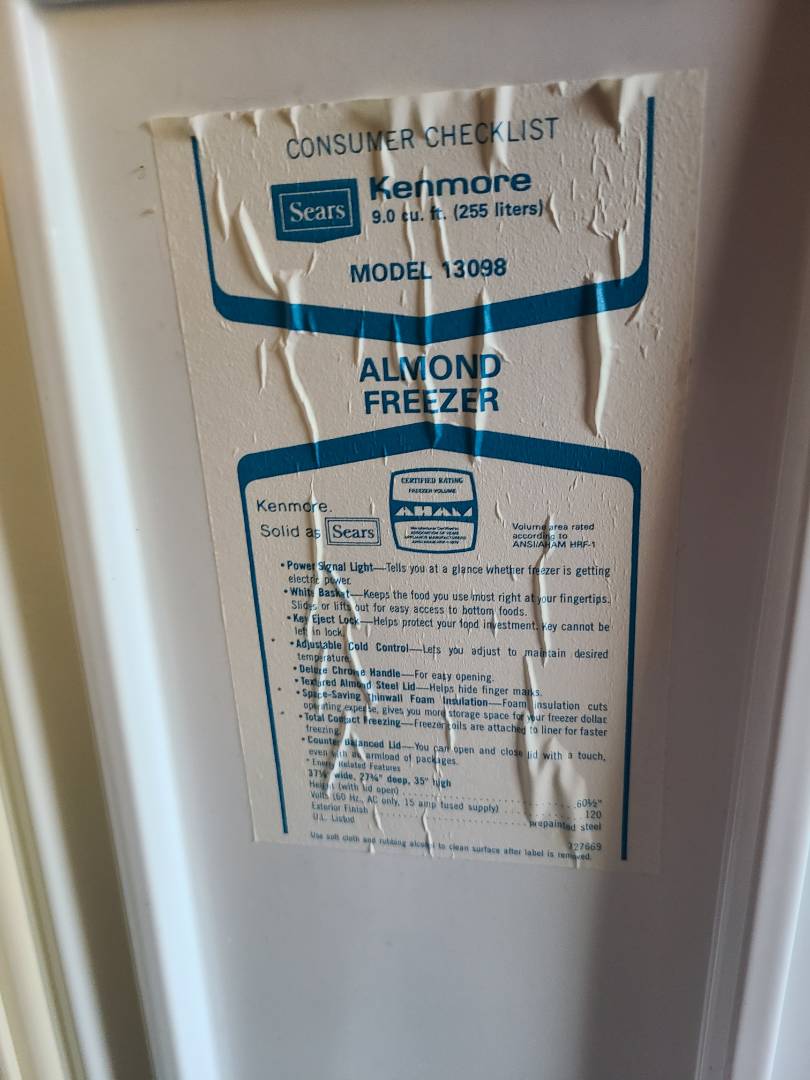 CONSUMER CHECKLIST
Sears
Kenmore
9.0 cu. ft. (255 liters)
MODEL 13098
ALMOND
FREEZER
CERTIFIED RATING
FREEZER VOLUME
AHAM
Kenmore.
Solid as Sears
Volume area rated
according to
ANSI/AHAM HRF-1
• Power Signal Light—Tells you at a glance whether freezer is getting
electric power.
• White Basket—Keeps the food you use most right at your fingertips.
Slides or lifts out for easy access to bottom foods.
• Key Eject Lock—Helps protect your food investment. Key cannot be
left in lock.
* • Adjustable Cold Control—Lets you adjust to maintain desired
temperature.
• Deluxe Chrome Handle—For easy opening.
• Textured Almond Steel Lid—Helps hide finger marks.
* • Space-Saving Thinwall Foam Insulation—Foam insulation cuts
operating expense, gives you more storage space for your freezer dollar.
* • Total Contact Freezing—Freezer coils are attached to liner for faster
freezing.
• Counter Balanced Lid—You can open and close lid with a touch,
even with an armload of packages.
* Energy Related Features
wide, 27¾" deep, 35" high
Height (with lid open) 60½"
Volts (60 Hz., AC only, 15 amp fused supply) 120
Exterior Finish prepainted steel
U.L. Listed
727669
Use soft cloth and rubbing alcohol to clean surface after label is removed.